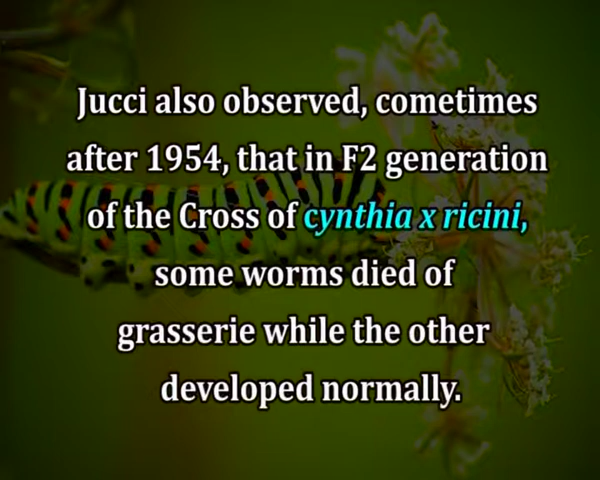 Jucci also observed, cometimes
after 1954, that in F2 generation
of the Cross of cynthia x ricini,
some worms died of
grasserie while the other
developed normally.